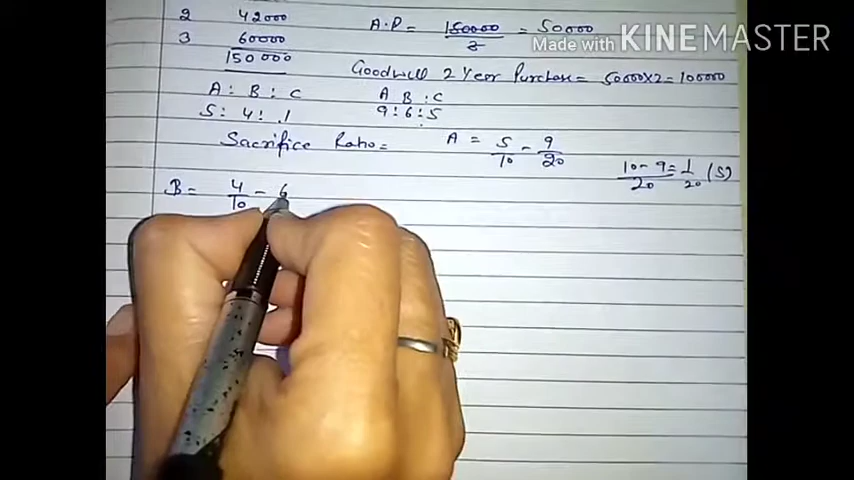 2 42000
3 60000
150000
A.P = 150000/3 = 50000
Made with KINEMASTER
Goodwill 2 Year Purchase = 50000×2 = 100000
A : B : C
5 : 4 : 1
A B : C
9 : 6 : 5
Sacrifice Ratio =
A = 5/10 - 9/20
10 - 9/20 = 1/20 (S)
B = 4/10 - 6